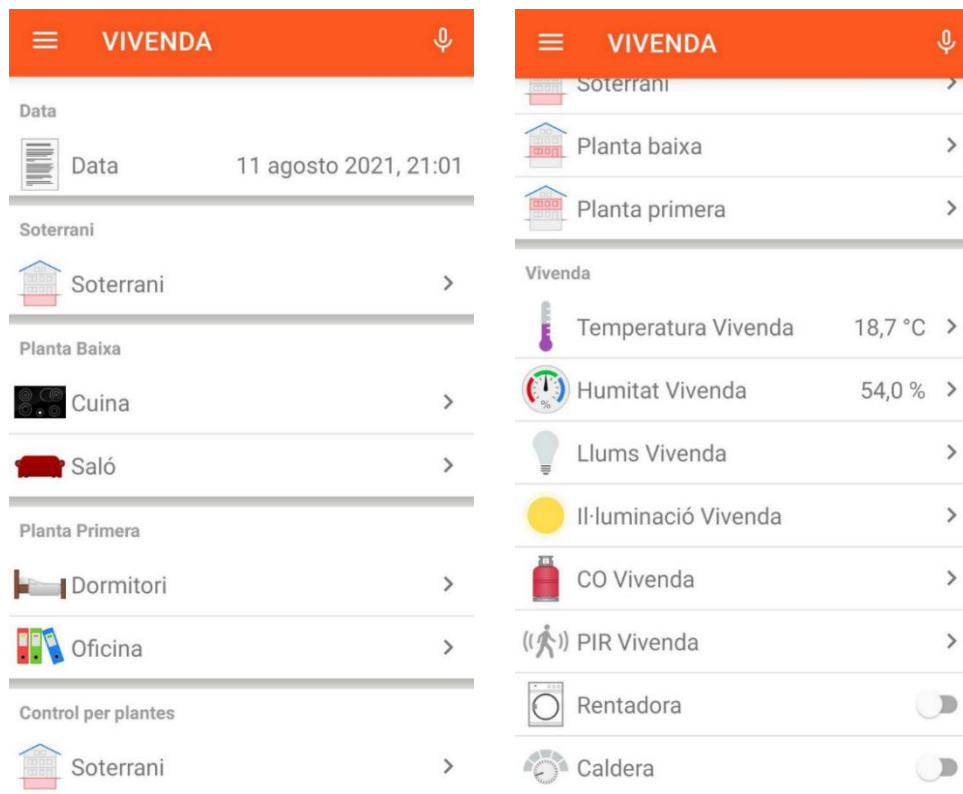 VIVENDA
Data
Data 11 agosto 2021, 21:01
Soterrani
Soterrani
Planta Baixa
Cuina
Saló
Planta Primera
Dormitori
Oficina
Control per plantes
Soterrani
VIVENDA
Soterrani
Planta baixa
Planta primera
Vivenda
Temperatura Vivenda 18,7 °C
% Humitat Vivenda 54,0 %
Llums Vivenda
Il·luminació Vivenda
CO Vivenda
PIR Vivenda
Rentadora
Caldera